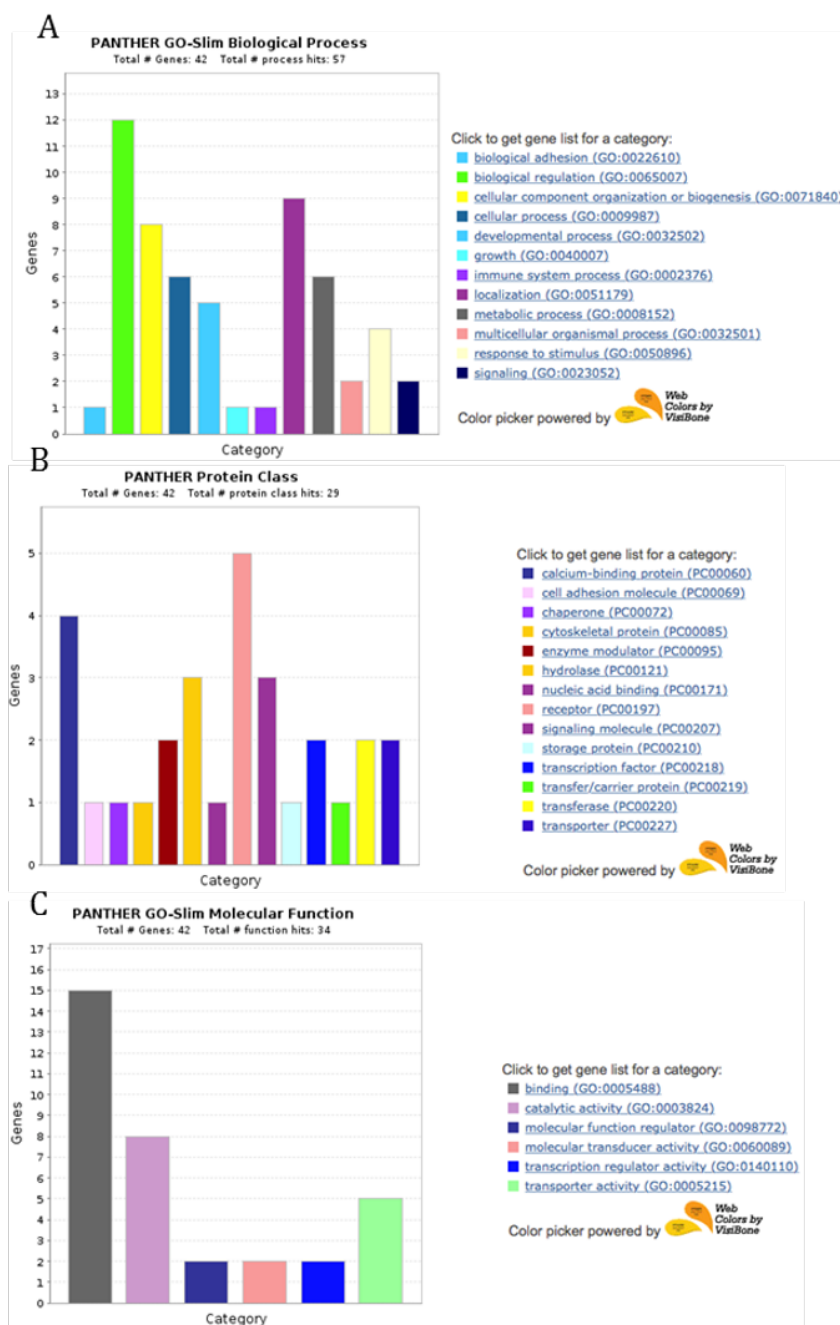 A
PANTHER GO-Slim Biological Process
Total # Genes: 42 Total # process hits: 57
13
12
11
10
9
8
7
6
5
4
3
2
1
0
Genes
Category
Click to get gene list for a category:
biological adhesion (GO:0022610)
biological regulation (GO:0065007)
cellular component organization or biogenesis (GO:0071840)
cellular process (GO:0009987)
developmental process (GO:0032502)
growth (GO:0040007)
immune system process (GO:0002376)
localization (GO:0051179)
metabolic process (GO:0008152)
multicellular organismal process (GO:0032501)
response to stimulus (GO:0050896)
signaling (GO:0023052)
Color picker powered by
Web
Colors by
VisiBone
B
PANTHER Protein Class
Total # Genes: 42 Total # protein class hits: 29
5
4
3
2
1
0
Genes
Category
Click to get gene list for a category:
calcium-binding protein (PC00060)
cell adhesion molecule (PC00069)
chaperone (PC00072)
cytoskeletal protein (PC00085)
enzyme modulator (PC00095)
hydrolase (PC00121)
nucleic acid binding (PC00171)
receptor (PC00197)
signaling molecule (PC00207)
storage protein (PC00210)
transcription factor (PC00218)
transfer/carrier protein (PC00219)
transferase (PC00220)
transporter (PC00227)
Color picker powered by
Web
Colors by
VisiBone
C
PANTHER GO-Slim Molecular Function
Total # Genes: 42 Total # function hits: 34
17
16
15
14
13
12
11
10
9
8
7
6
5
4
3
2
1
0
Genes
Category
Click to get gene list for a category:
binding (GO:0005488)
catalytic activity (GO:0003824)
molecular function regulator (GO:0098772)
molecular transducer activity (GO:0060089)
transcription regulator activity (GO:0140110)
transporter activity (GO:0005215)
Color picker powered by
Web
Colors by
VisiBone